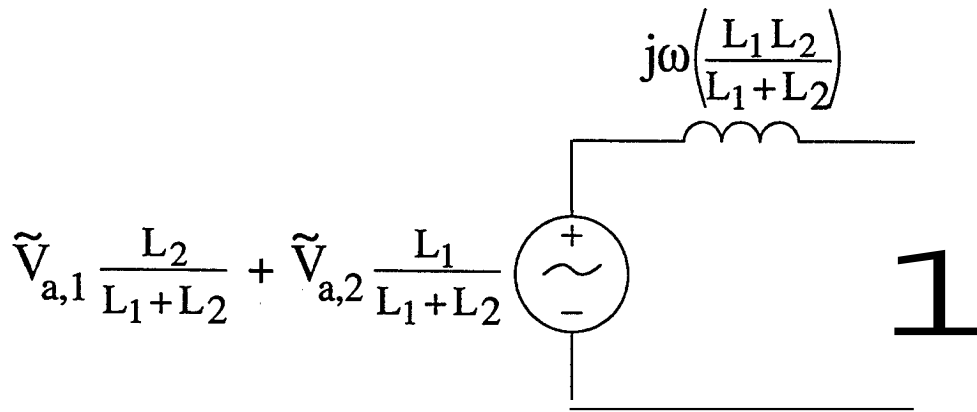 jω(L₁L₂/(L₁+L₂))
Ṽₐ,₁ L₂/(L₁+L₂) + Ṽₐ,₂ L₁/(L₁+L₂)
+
−
1